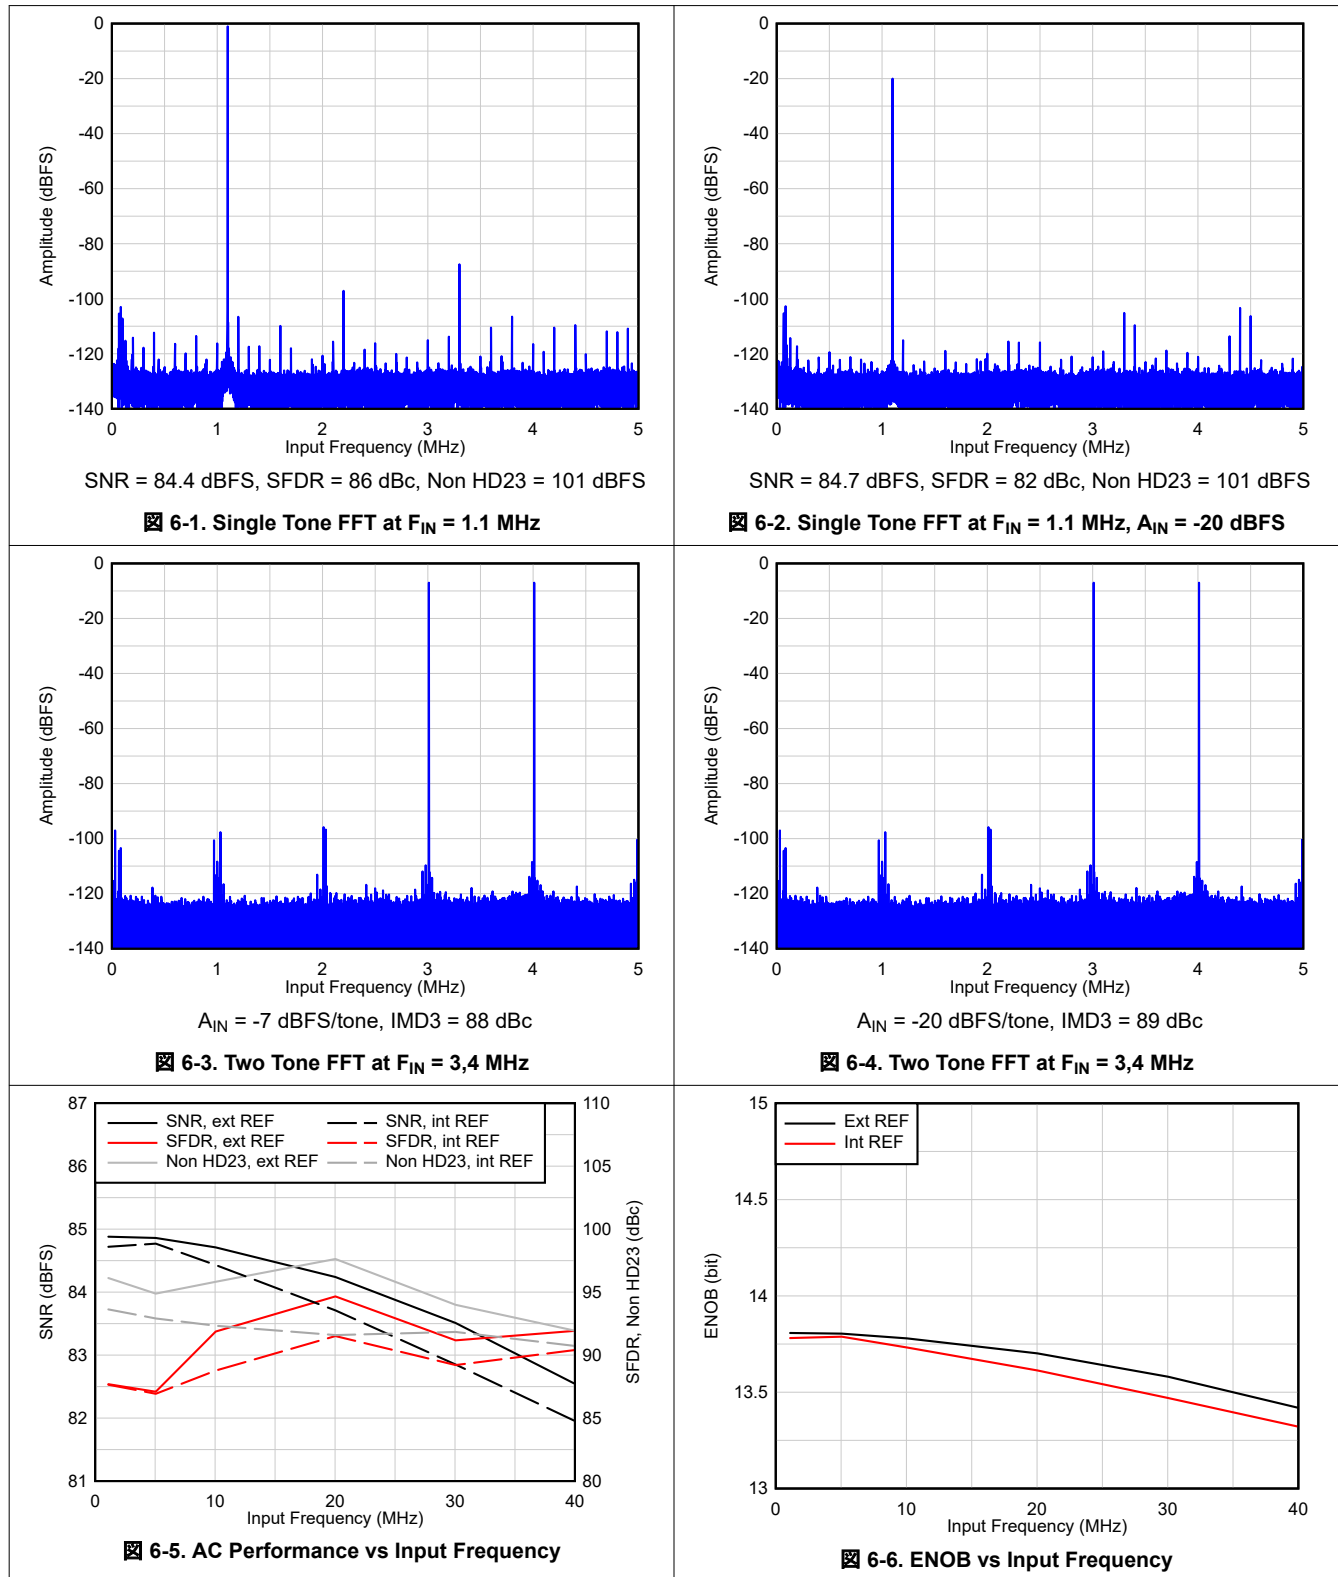 0
-20
-40
-60
-80
-100
-120
-140
Amplitude (dBFS)
0 1 2 3 4 5
Input Frequency (MHz)
SNR = 84.4 dBFS, SFDR = 86 dBc, Non HD23 = 101 dBFS
図 6-1. Single Tone FFT at FIN = 1.1 MHz
0
-20
-40
-60
-80
-100
-120
-140
Amplitude (dBFS)
0 1 2 3 4 5
Input Frequency (MHz)
SNR = 84.7 dBFS, SFDR = 82 dBc, Non HD23 = 101 dBFS
図 6-2. Single Tone FFT at FIN = 1.1 MHz, AIN = -20 dBFS
0
-20
-40
-60
-80
-100
-120
-140
Amplitude (dBFS)
0 1 2 3 4 5
Input Frequency (MHz)
AIN = -7 dBFS/tone, IMD3 = 88 dBc
図 6-3. Two Tone FFT at FIN = 3,4 MHz
0
-20
-40
-60
-80
-100
-120
-140
Amplitude (dBFS)
0 1 2 3 4 5
Input Frequency (MHz)
AIN = -20 dBFS/tone, IMD3 = 89 dBc
図 6-4. Two Tone FFT at FIN = 3,4 MHz
87
86
85
84
83
82
81
SNR (dBFS)
SNR, ext REF SNR, int REF
SFDR, ext REF SFDR, int REF
Non HD23, ext REF Non HD23, int REF
110
105
100
95
90
85
80
SFDR, Non HD23 (dBc)
0 10 20 30 40
Input Frequency (MHz)
図 6-5. AC Performance vs Input Frequency
15
14.5
14
13.5
13
ENOB (bit)
Ext REF
Int REF
0 10 20 30 40
Input Frequency (MHz)
図 6-6. ENOB vs Input Frequency